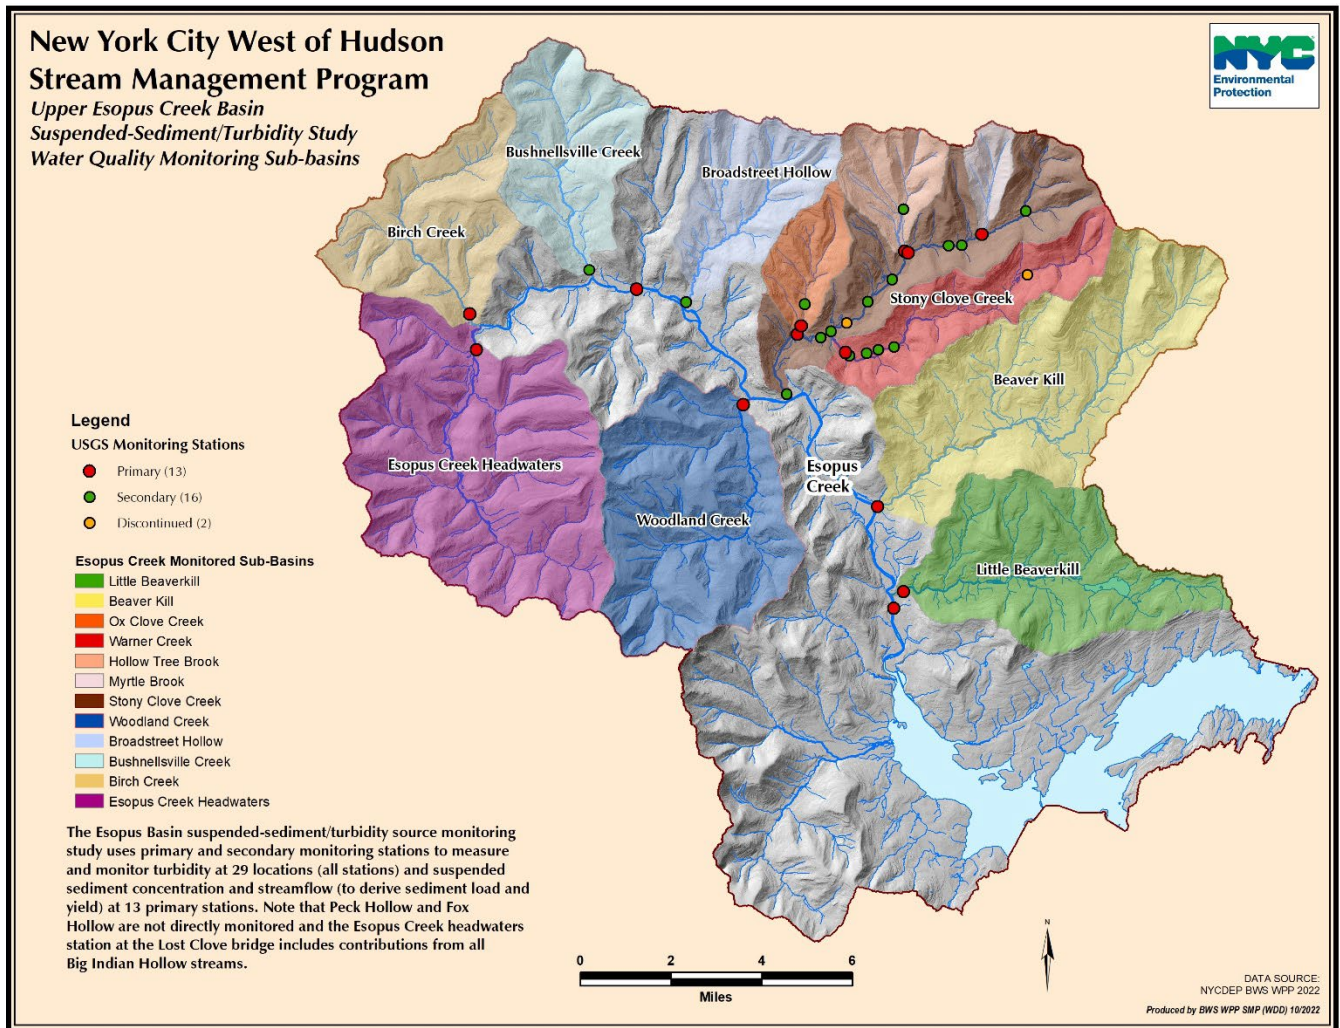 New York City West of Hudson
Stream Management Program
Upper Esopus Creek Basin
Suspended-Sediment/Turbidity Study
Water Quality Monitoring Sub-basins
NYC
Environmental
Protection
Bushnellsville Creek
Broadstreet Hollow
Birch Creek
Stony Clove Creek
Beaver Kill
Esopus Creek Headwaters
Esopus
Creek
Woodland Creek
Little Beaverkill
Legend
USGS Monitoring Stations
Primary (13)
Secondary (16)
Discontinued (2)
Esopus Creek Monitored Sub-Basins
Little Beaverkill
Beaver Kill
Ox Clove Creek
Warner Creek
Hollow Tree Brook
Myrtle Brook
Stony Clove Creek
Woodland Creek
Broadstreet Hollow
Bushnellsville Creek
Birch Creek
Esopus Creek Headwaters
The Esopus Basin suspended-sediment/turbidity source monitoring
study uses primary and secondary monitoring stations to measure
and monitor turbidity at 29 locations (all stations) and suspended
sediment concentration and streamflow (to derive sediment load and
yield) at 13 primary stations. Note that Peck Hollow and Fox
Hollow are not directly monitored and the Esopus Creek headwaters
station at the Lost Clove bridge includes contributions from all
Big Indian Hollow streams.
0 2 4 6
Miles
N
DATA SOURCE:
NYCDEP BWS WPP 2022
Produced by BWS WPP SMP (WDD) 10/2022